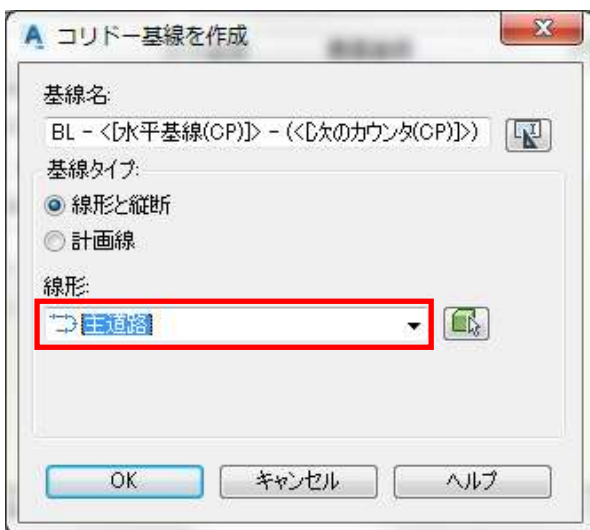 コリドー基線を作成
基線名:
BL - <[水平基線(CP)]> - (<[次のカウンタ(CP)]>)
基線タイプ:
線形と縦断
計画線
線形:
主道路
OK
キャンセル
ヘルプ